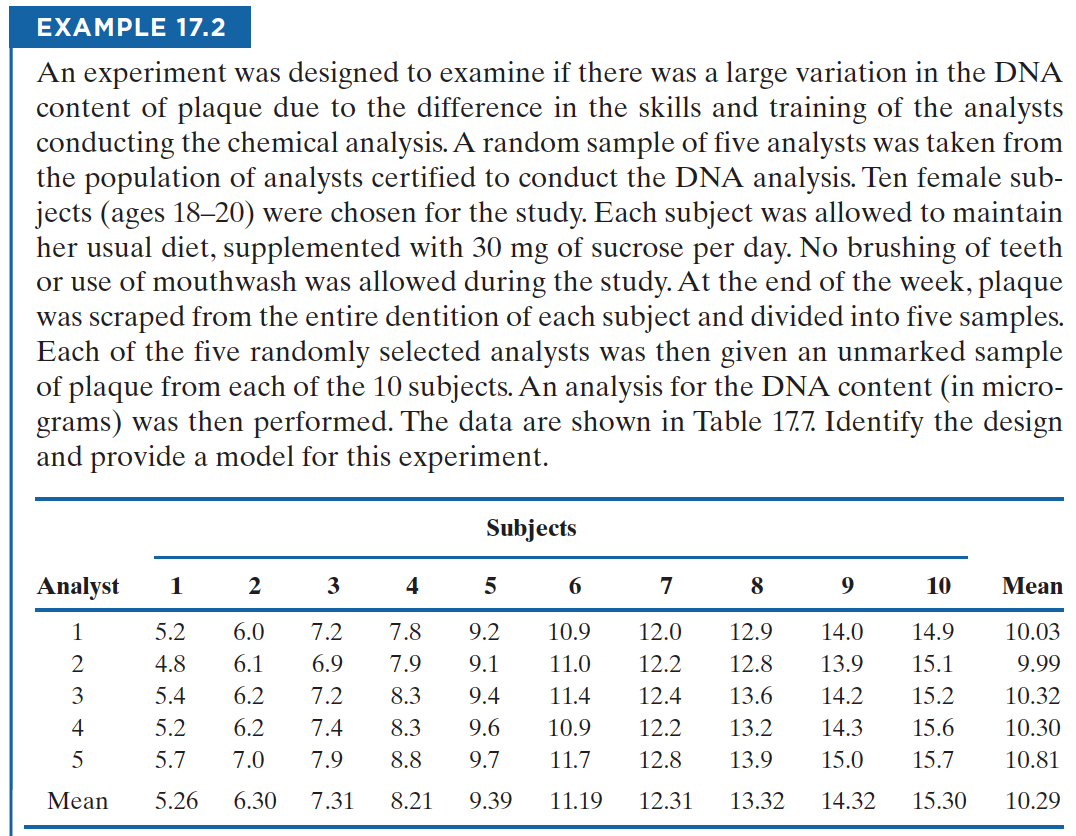 EXAMPLE 17.2
An experiment was designed to examine if there was a large variation in the DNA
content of plaque due to the difference in the skills and training of the analysts
conducting the chemical analysis. A random sample of five analysts was taken from
the population of analysts certified to conduct the DNA analysis. Ten female sub-
jects (ages 18–20) were chosen for the study. Each subject was allowed to maintain
her usual diet, supplemented with 30 mg of sucrose per day. No brushing of teeth
or use of mouthwash was allowed during the study. At the end of the week, plaque
was scraped from the entire dentition of each subject and divided into five samples.
Each of the five randomly selected analysts was then given an unmarked sample
of plaque from each of the 10 subjects. An analysis for the DNA content (in micro-
grams) was then performed. The data are shown in Table 17.7. Identify the design
and provide a model for this experiment.
Subjects
Analyst 1 2 3 4 5 6 7 8 9 10 Mean
1 5.2 6.0 7.2 7.8 9.2 10.9 12.0 12.9 14.0 14.9 10.03
2 4.8 6.1 6.9 7.9 9.1 11.0 12.2 12.8 13.9 15.1 9.99
3 5.4 6.2 7.2 8.3 9.4 11.4 12.4 13.6 14.2 15.2 10.32
4 5.2 6.2 7.4 8.3 9.6 10.9 12.2 13.2 14.3 15.6 10.30
5 5.7 7.0 7.9 8.8 9.7 11.7 12.8 13.9 15.0 15.7 10.81
Mean 5.26 6.30 7.31 8.21 9.39 11.19 12.31 13.32 14.32 15.30 10.29